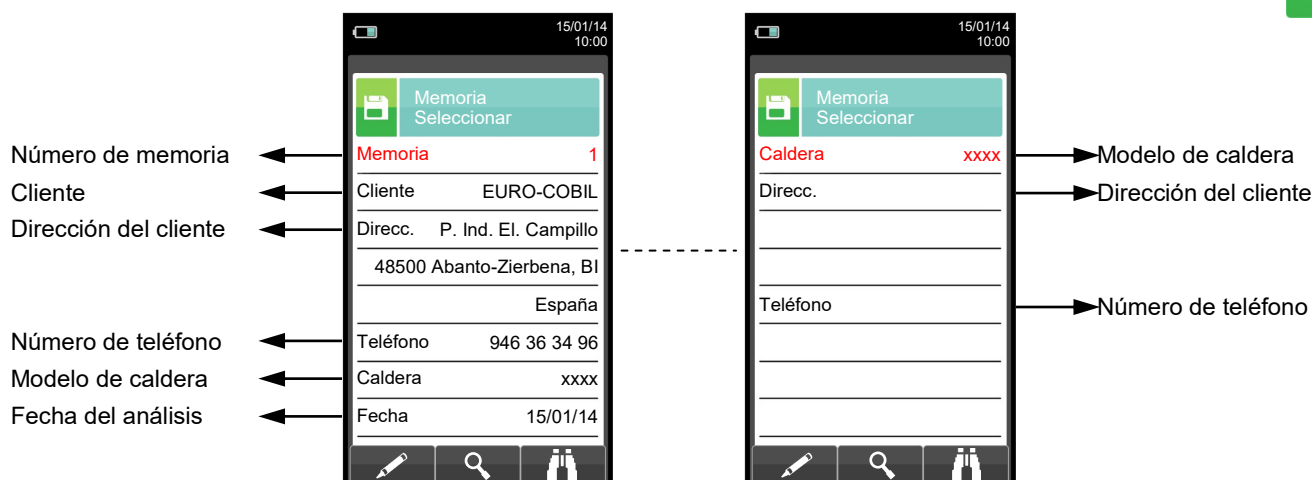 Número de memoria
Cliente
Dirección del cliente
Número de teléfono
Modelo de caldera
Fecha del análisis
15/01/14
10:00
Memoria
Seleccionar
Memoria 1
Cliente EURO-COBIL
Direcc. P. Ind. El. Campillo
48500 Abanto-Zierbena, BI
España
Teléfono 946 36 34 96
Caldera xxxx
Fecha 15/01/14
15/01/14
10:00
Memoria
Seleccionar
Caldera xxxx
Direcc.
Teléfono
Modelo de caldera
Dirección del cliente
Número de teléfono